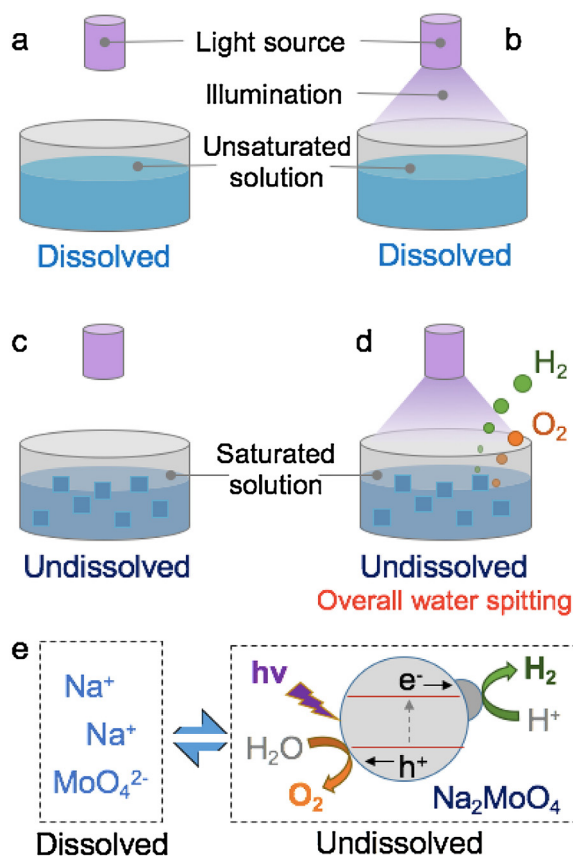 a
Light source
b
Illumination
Unsaturated
solution
Dissolved
Dissolved
c
d
H₂
O₂
Saturated
solution
Undissolved
Undissolved
Overall water spitting
e
Na⁺
Na⁺
MoO₄²⁻
Dissolved
hv
e⁻
H₂
H⁺
H₂O
h⁺
O₂
Na₂MoO₄
Undissolved